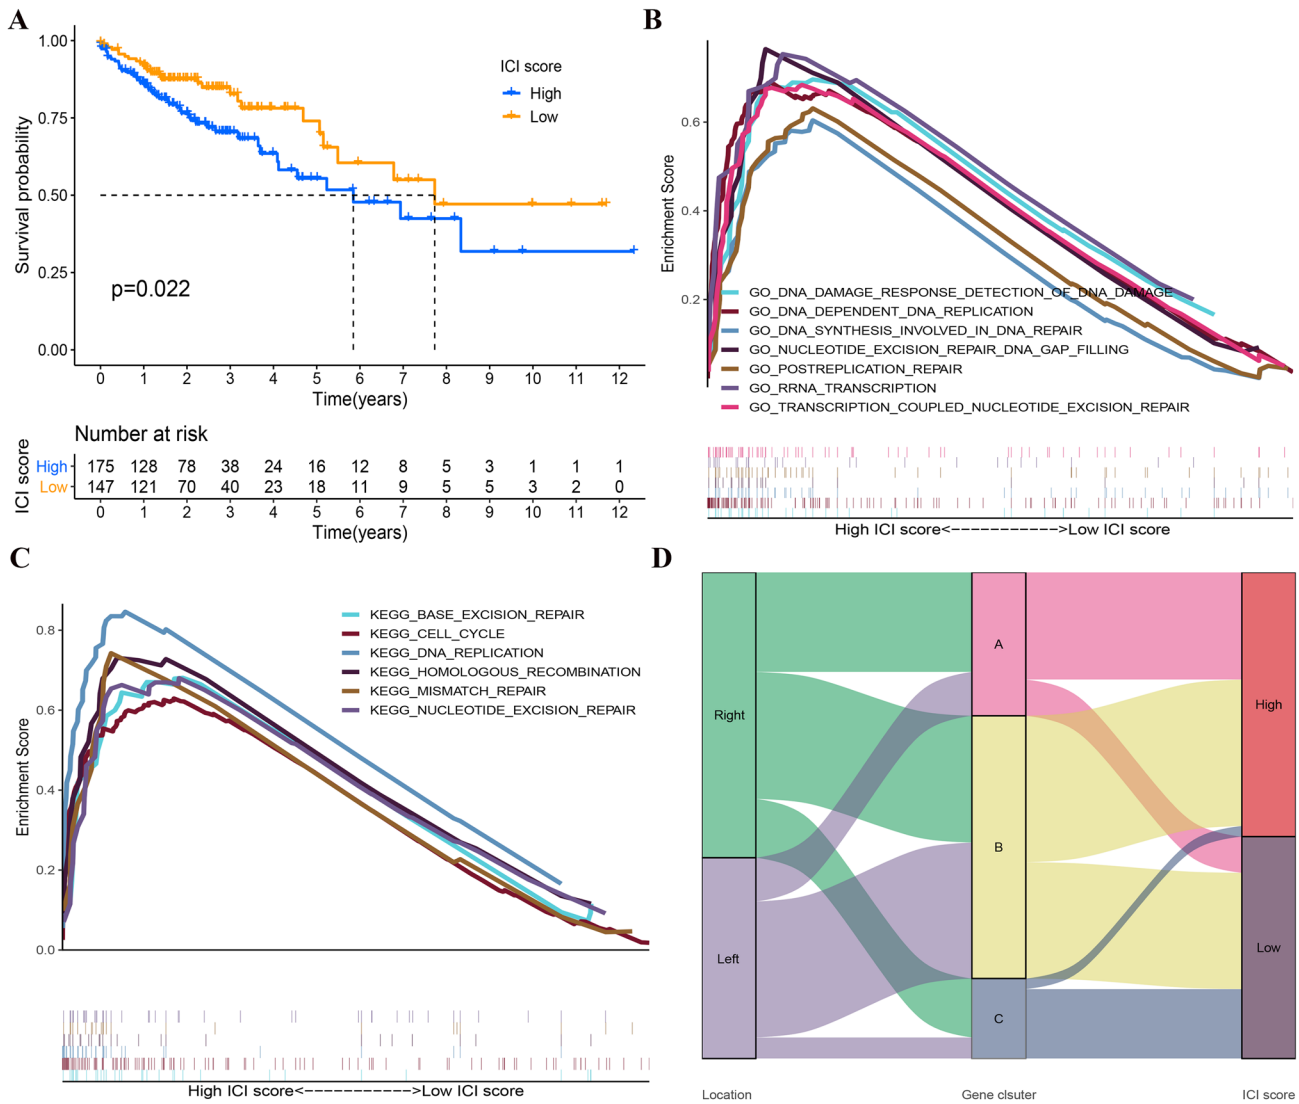 A
1.00
0.75
0.50
0.25
0.00
Survival probability
ICI score
High
Low
p=0.022
0 1 2 3 4 5 6 7 8 9 10 11 12
Time(years)
Number at risk
ICI score
High 175 128 78 38 24 16 12 8 5 3 1 1 1
Low 147 121 70 40 23 18 11 9 5 5 3 2 0
0 1 2 3 4 5 6 7 8 9 10 11 12
Time(years)
B
0.6
0.4
0.2
Enrichment Score
GO_DNA_DAMAGE_RESPONSE_DETECTION_OF_DNA_DAMAGE
GO_DNA_DEPENDENT_DNA_REPLICATION
GO_DNA_SYNTHESIS_INVOLVED_IN_DNA_REPAIR
GO_NUCLEOTIDE_EXCISION_REPAIR_DNA_GAP_FILLING
GO_POSTREPLICATION_REPAIR
GO_RRNA_TRANSCRIPTION
GO_TRANSCRIPTION_COUPLED_NUCLEOTIDE_EXCISION_REPAIR
High ICI score<----------->Low ICI score
C
0.8
0.6
0.4
0.2
0.0
Enrichment Score
KEGG_BASE_EXCISION_REPAIR
KEGG_CELL_CYCLE
KEGG_DNA_REPLICATION
KEGG_HOMOLOGOUS_RECOMBINATION
KEGG_MISMATCH_REPAIR
KEGG_NUCLEOTIDE_EXCISION_REPAIR
High ICI score<----------->Low ICI score
D
Right
Left
A
B
C
High
Low
Location
Gene clsuter
ICI score